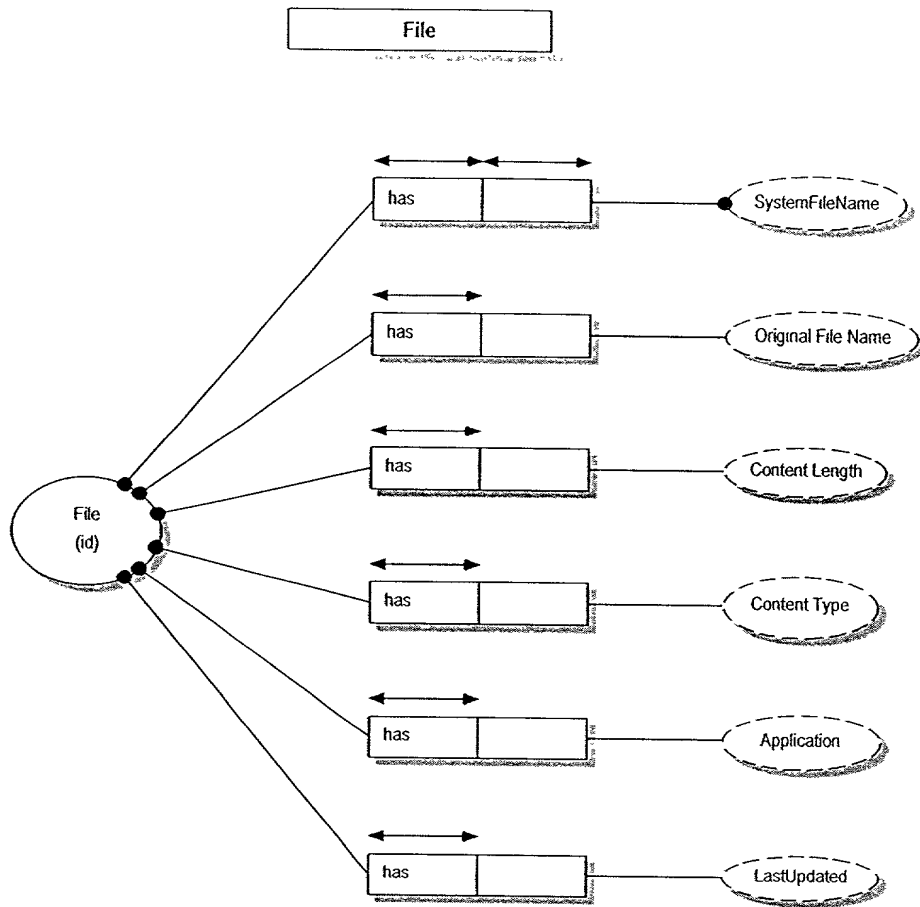 File
has
SystemFileName
has
Original File Name
has
Content Length
File
(id)
has
Content Type
has
Application
has
LastUpdated